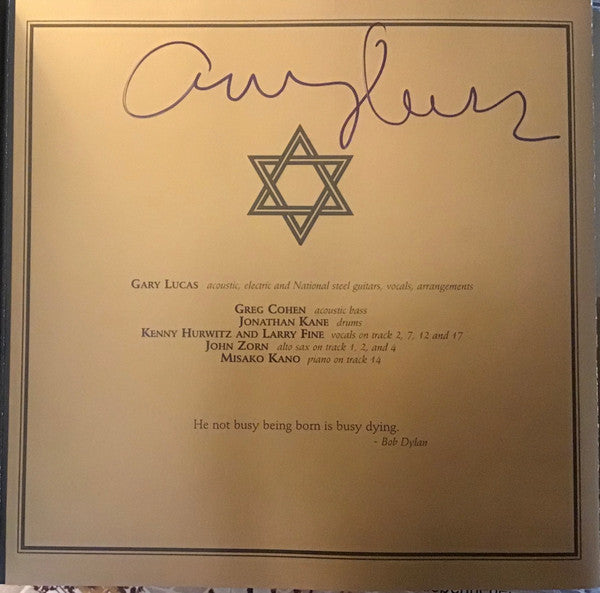 GARY LUCAS acoustic, electric and National steel guitars, vocals, arrangements
GREG COHEN acoustic bass
JONATHAN KANE drums
KENNY HURWITZ AND LARRY FINE vocals on track 2, 7, 12 and 17
JOHN ZORN alto sax on track 1, 2, and 4
MISAKO KANO piano on track 14
He not busy being born is busy dying.
- Bob Dylan